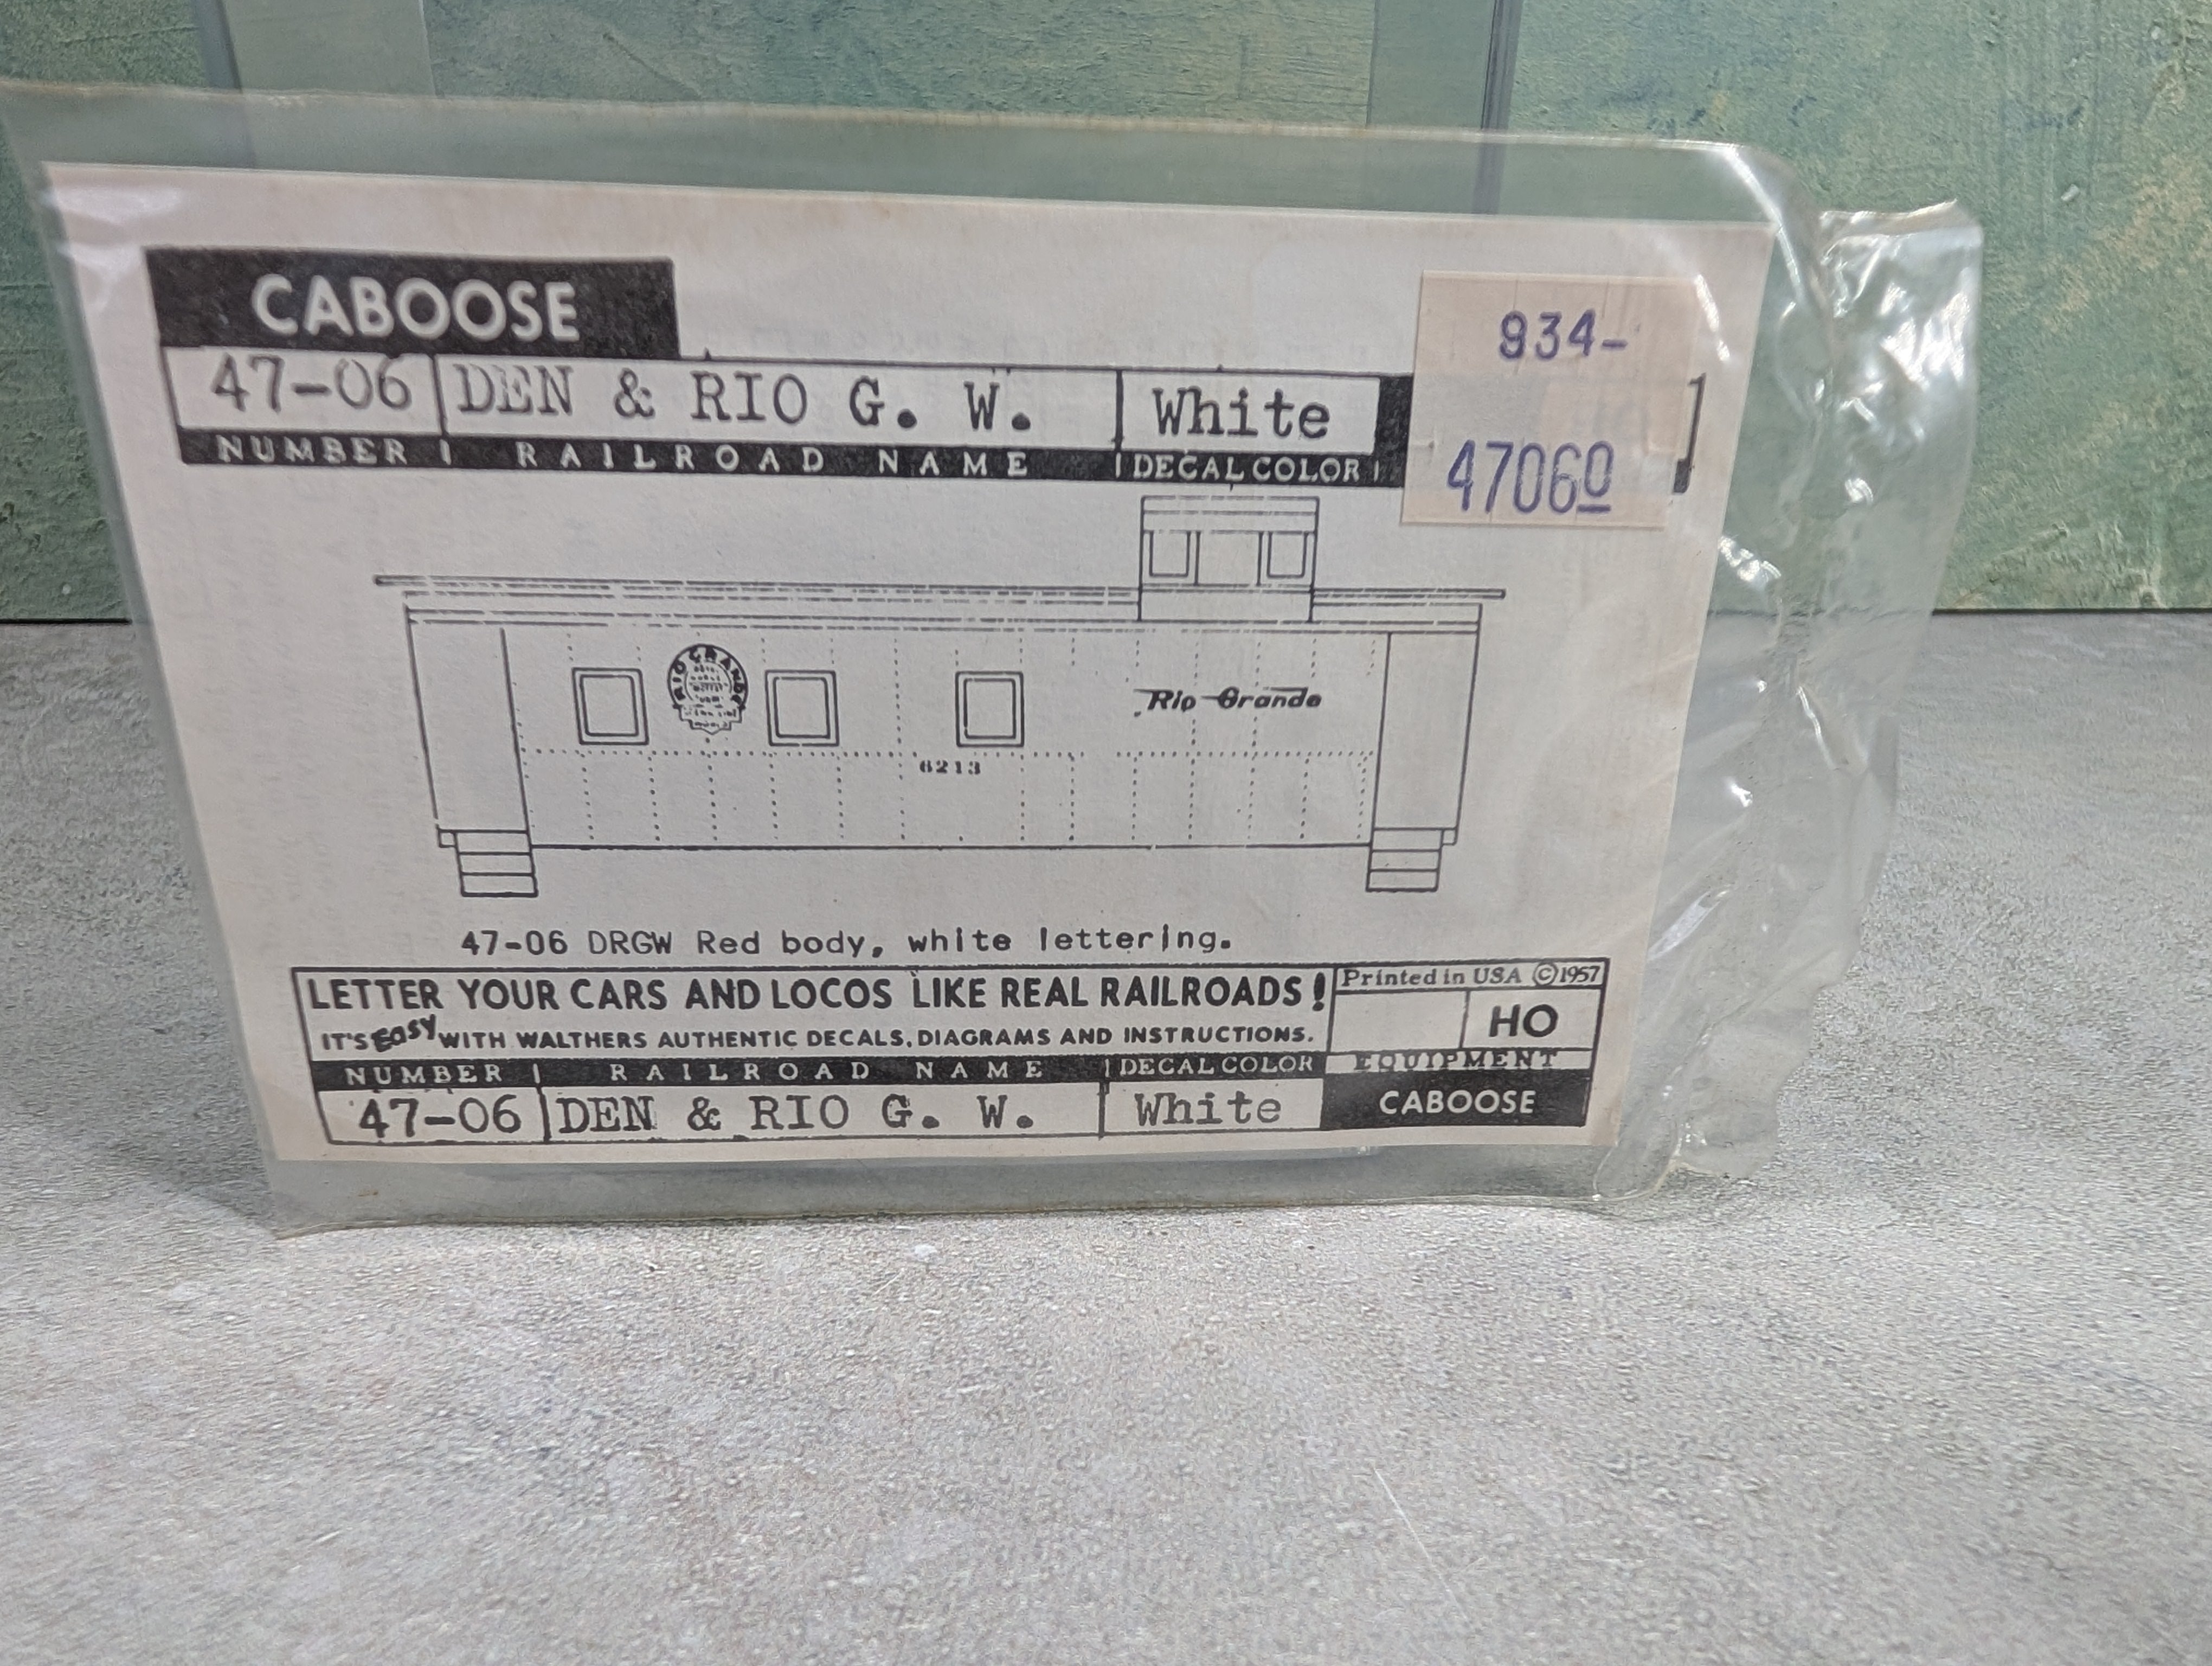 CABOOSE
934-
47-06 DEN & RIO G. W. White
47060
NUMBER RAILROAD NAME DECAL COLOR
RIO GRANDE
Rio Grande
6213
47-06 DRGW Red body, white lettering.
LETTER YOUR CARS AND LOCOS LIKE REAL RAILROADS!
Printed in USA ©1957
IT'S EASY WITH WALTHERS AUTHENTIC DECALS, DIAGRAMS AND INSTRUCTIONS.
HO
NUMBER RAILROAD NAME DECAL COLOR EQUIPMENT
47-06 DEN & RIO G. W. White CABOOSE